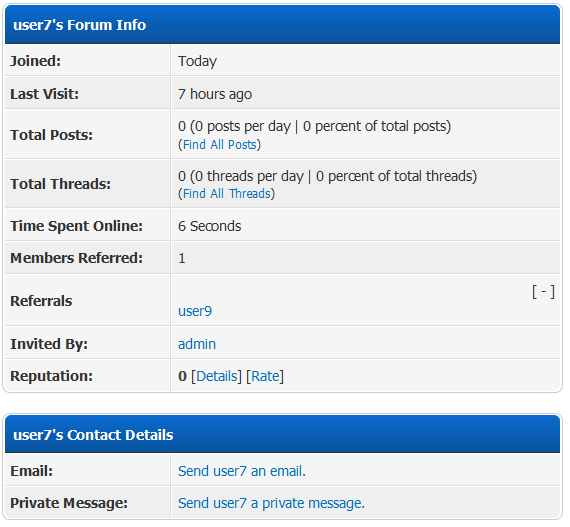 user7's Forum Info
Joined: Today
Last Visit: 7 hours ago
Total Posts: 0 (0 posts per day | 0 percent of total posts)
(Find All Posts)
Total Threads: 0 (0 threads per day | 0 percent of total threads)
(Find All Threads)
Time Spent Online: 6 Seconds
Members Referred: 1
Referrals [ - ]
user9
Invited By: admin
Reputation: 0 [Details] [Rate]
user7's Contact Details
Email: Send user7 an email.
Private Message: Send user7 a private message.